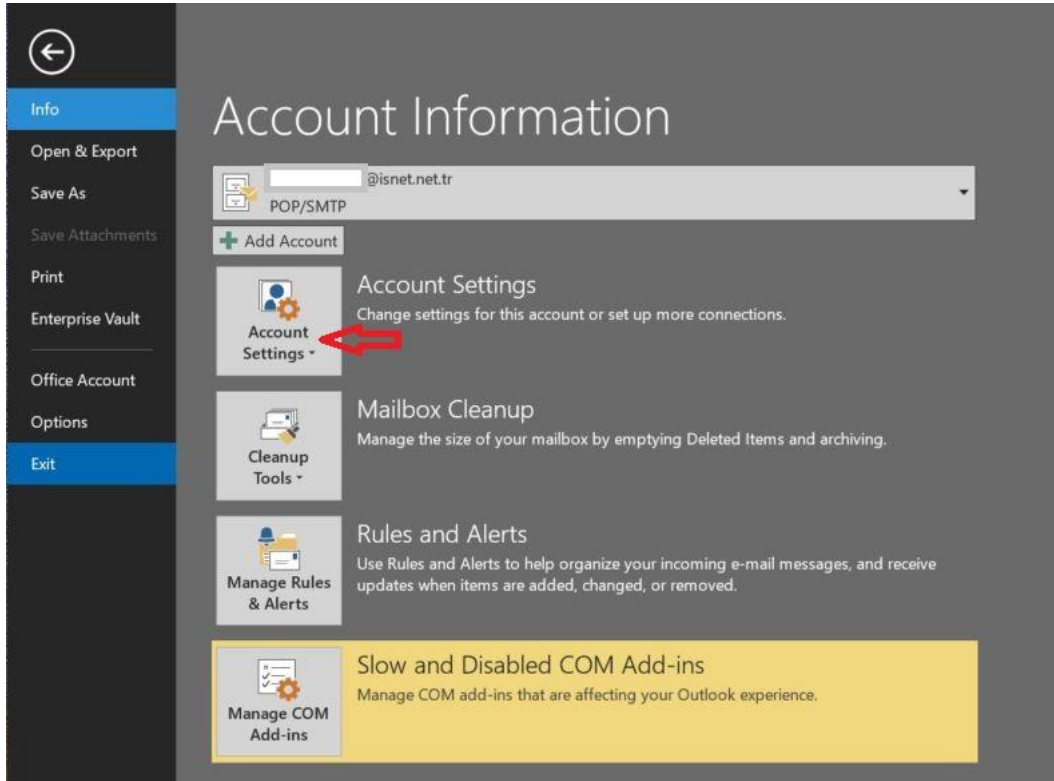 Info
Open & Export
Save As
Save Attachments
Print
Enterprise Vault
Office Account
Options
Exit
Account Information
@isnet.net.tr
POP/SMTP
Add Account
Account
Settings
Account Settings
Change settings for this account or set up more connections.
Cleanup
Tools
Mailbox Cleanup
Manage the size of your mailbox by emptying Deleted Items and archiving.
Manage Rules
& Alerts
Rules and Alerts
Use Rules and Alerts to help organize your incoming e-mail messages, and receive
updates when items are added, changed, or removed.
Manage COM
Add-ins
Slow and Disabled COM Add-ins
Manage COM add-ins that are affecting your Outlook experience.